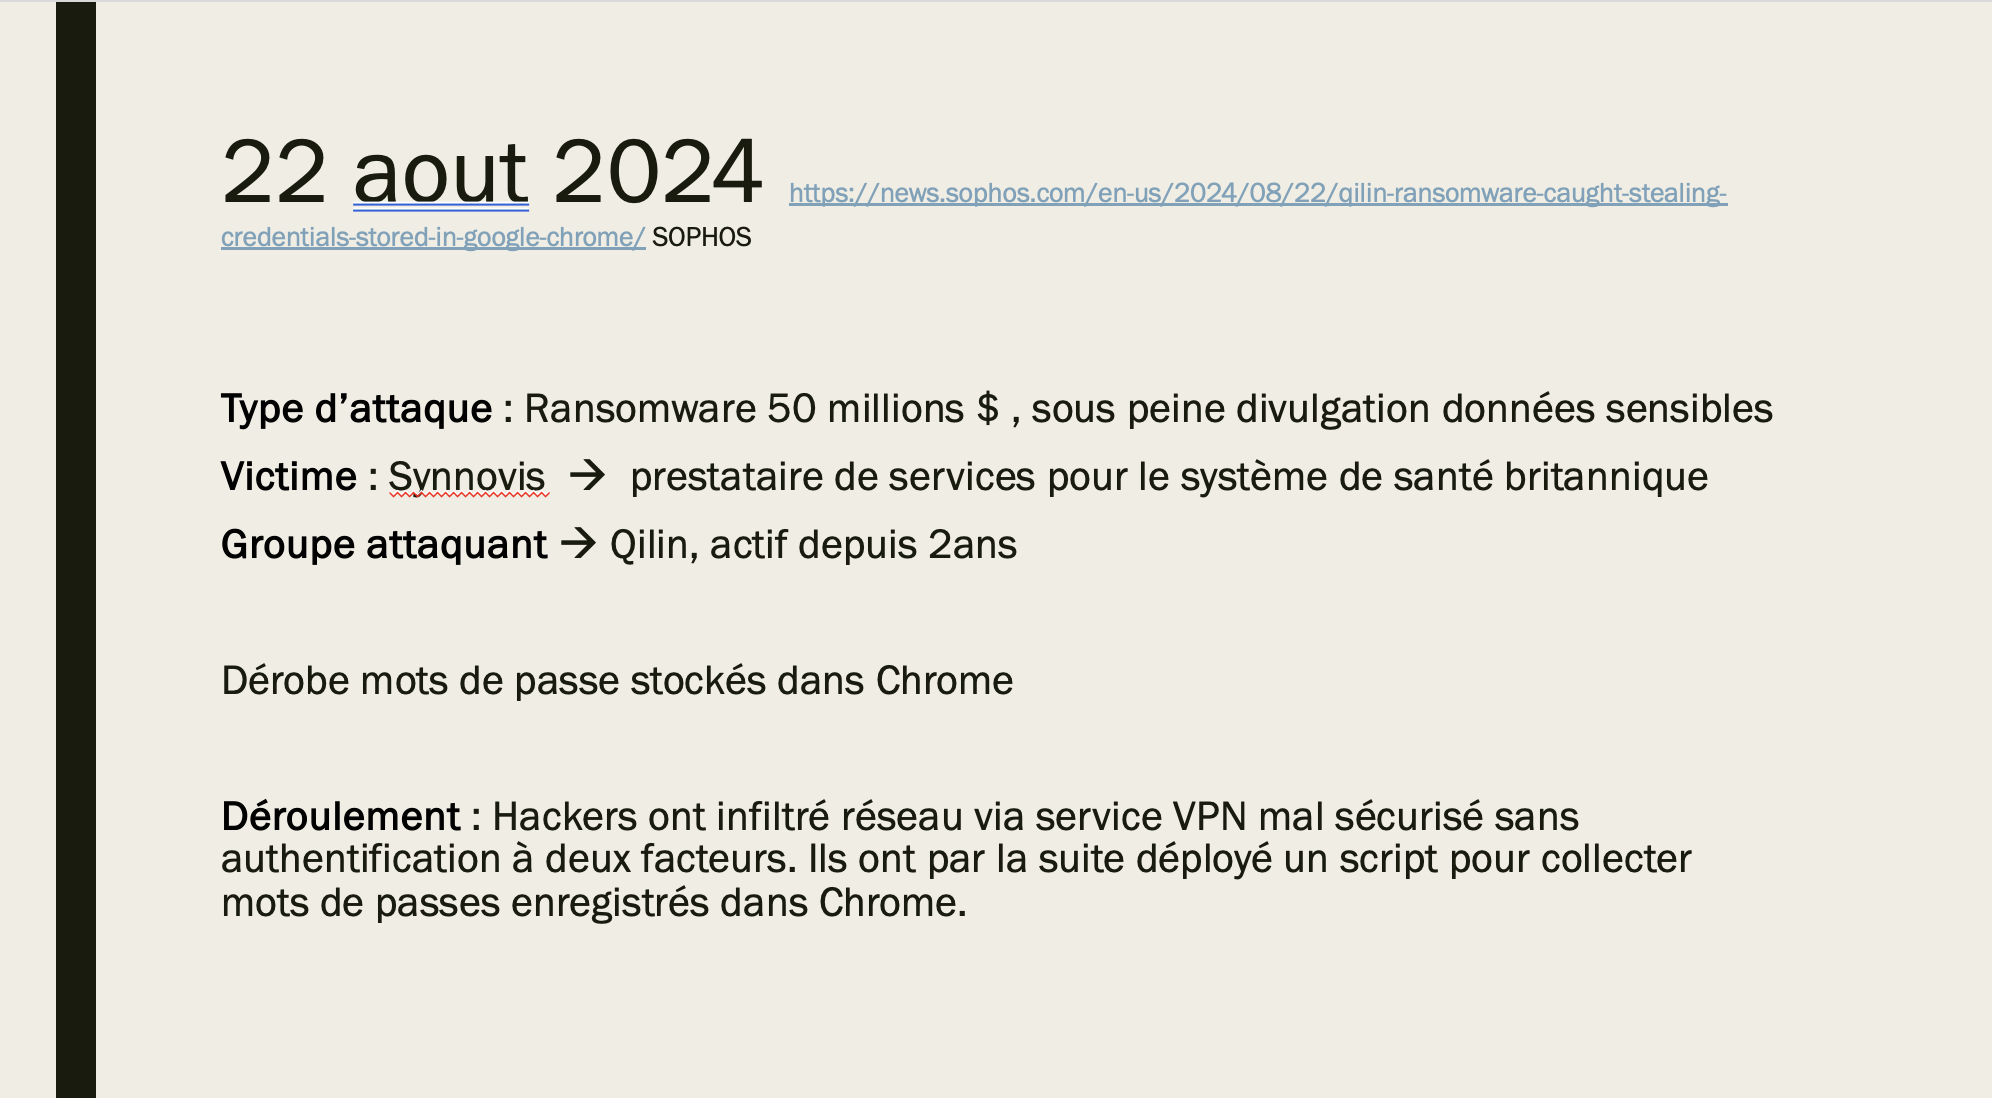 22 aout 2024 https://news.sophos.com/en-us/2024/08/22/qilin-ransomware-caught-stealing-
credentials-stored-in-google-chrome/ SOPHOS
Type d’attaque : Ransomware 50 millions $ , sous peine divulgation données sensibles
Victime : Synnovis → prestataire de services pour le système de santé britannique
Groupe attaquant → Qilin, actif depuis 2ans
Dérobe mots de passe stockés dans Chrome
Déroulement : Hackers ont infiltré réseau via service VPN mal sécurisé sans
authentification à deux facteurs. Ils ont par la suite déployé un script pour collecter
mots de passes enregistrés dans Chrome.